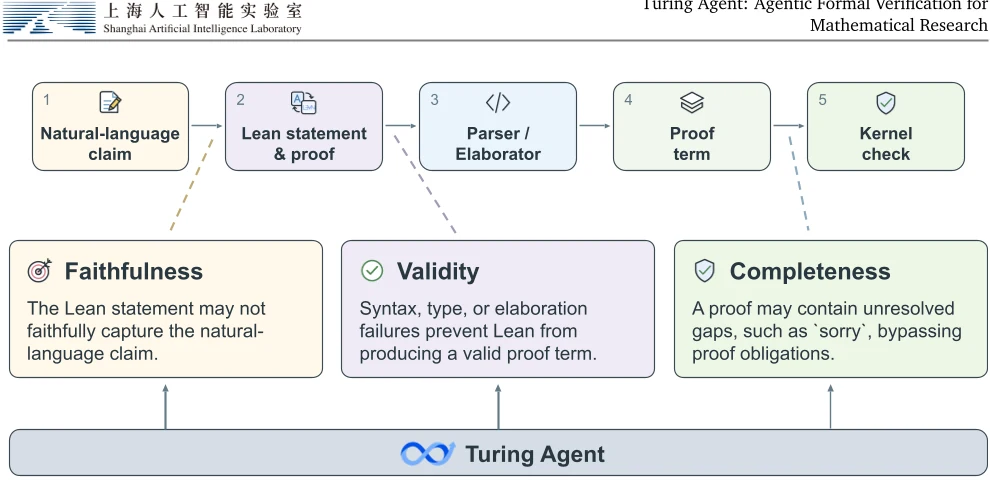 上海人工智能实验室
Shanghai Artificial Intelligence Laboratory
Turing Agent: Agentic Formal Verification for
Mathematical Research
1
Natural-language
claim
2
Lean statement
& proof
3
Parser /
Elaborator
4
Proof
term
5
Kernel
check
Faithfulness
The Lean statement may not
faithfully capture the natural-
language claim.
Validity
Syntax, type, or elaboration
failures prevent Lean from
producing a valid proof term.
Completeness
A proof may contain unresolved
gaps, such as `sorry`, bypassing
proof obligations.
Turing Agent